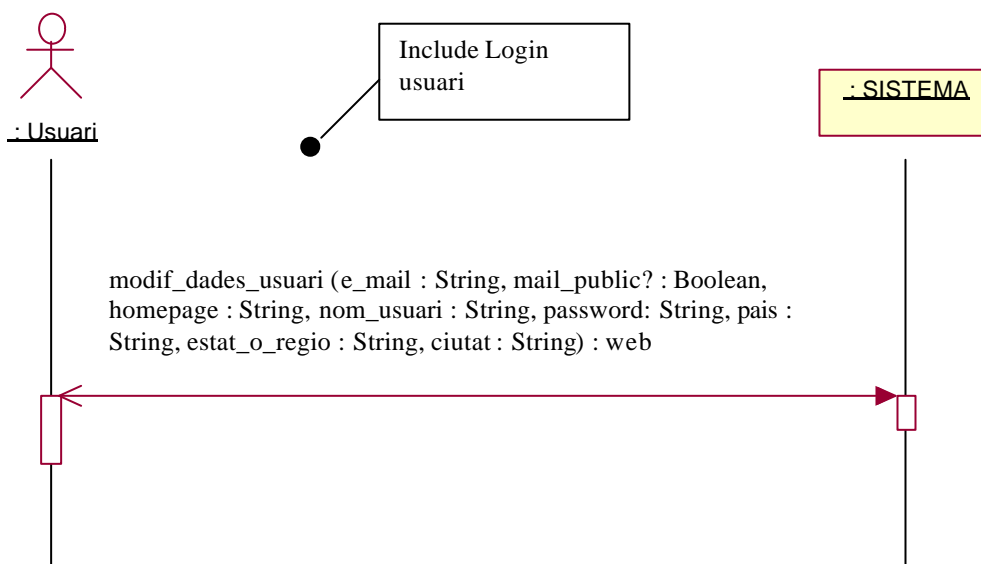 Include Login
usuari
: SISTEMA
: Usuari
modif_dades_usuari (e_mail : String, mail_public? : Boolean,
homepage : String, nom_usuari : String, password: String, pais :
String, estat_o_regio : String, ciutat : String) : web